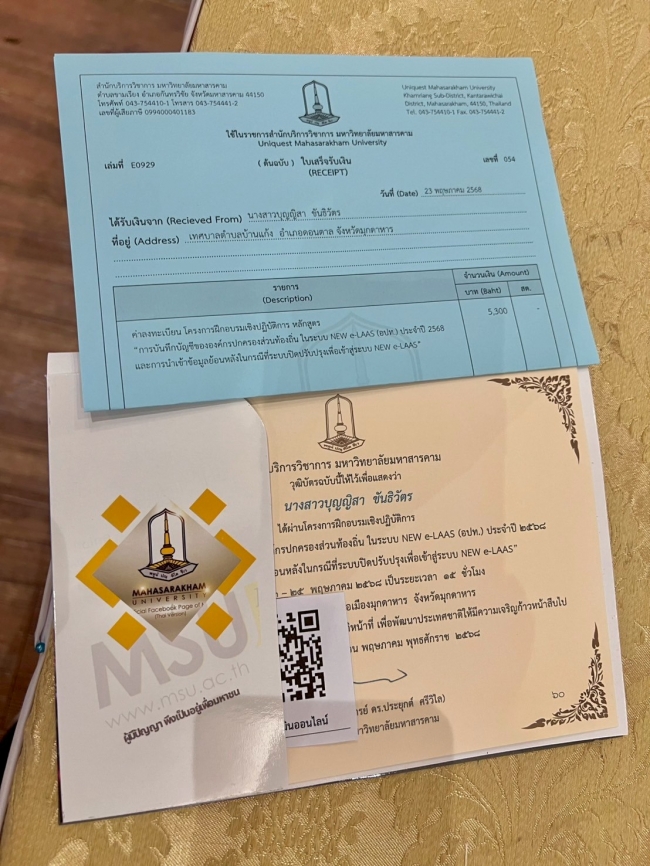 สำนักบริการวิชาการ มหาวิทยาลัยมหาสารคาม
ตำบลขามเรียง อำเภอกันทรวิชัย จังหวัดมหาสารคาม 44150
โทรศัพท์ 043-754410-1 โทรสาร 043-754441-2
เลขที่ผู้เสียภาษี 0994000401183
Uniquest Mahasarakham University
Khamriang Sub-District, Kantarawichai
District, Mahasarakham, 44150, Thailand
Tel. 043-754410-1 Fax. 043-754441-2
ใช้ในราชการสำนักบริการวิชาการ มหาวิทยาลัยมหาสารคาม
Uniquest Mahasarakham University
เล่มที่ E0929
( ต้นฉบับ ) ใบเสร็จรับเงิน
เลขที่ 054
(RECEIPT)
วันที่ (Date) 23 พฤษภาคม 2568
ได้รับเงินจาก (Recieved From) นางสาวบุญญิสา ขันธิวัตร
ที่อยู่ (Address) เทศบาลตำบลบ้านแก้ง อำเภอดอนตาล จังหวัดมุกดาหาร
รายการ
(Description)
จำนวนเงิน (Amount)
บาท (Baht) สต.
ค่าลงทะเบียน โครงการฝึกอบรมเชิงปฏิบัติการ หลักสูตร
5,300 -
"การบันทึกบัญชีขององค์กรปกครองส่วนท้องถิ่น ในระบบ NEW e-LAAS (อปท.) ประจำปี 2568
และการนำเข้าข้อมูลย้อนหลังในกรณีที่ระบบปิดปรับปรุงเพื่อเข้าสู่ระบบ NEW e-LAAS"
บริการวิชาการ มหาวิทยาลัยมหาสารคาม
วุฒิบัตรฉบับนี้ให้ไว้เพื่อแสดงว่า
นางสาวบุญญิสา ขันธิวัตร
ได้ผ่านโครงการฝึกอบรมเชิงปฏิบัติการ
กรปกครองส่วนท้องถิ่น ในระบบ NEW e-LAAS (อปท.) ประจำปี ๒๕๖๘
อนหลังในกรณีที่ระบบปิดปรับปรุงเพื่อเข้าสู่ระบบ NEW e-LAAS"
– ๒๕ พฤษภาคม ๒๕๖๘ เป็นระยะเวลา ๑๕ ชั่วโมง
อเมืองมุกดาหาร จังหวัดมุกดาหาร
หน้าที่ เพื่อพัฒนาประเทศชาติให้มีความเจริญก้าวหน้าสืบไป
พฤษภาคม พุทธศักราช ๒๕๖๘
ดร.ประยุกต์ ศรีวิไล)
๖๐
าวิทยาลัยมหาสารคาม
MAHASARAKHAM
UNIVERSITY
Facebook Page of
MSU
www.msu.ac.th
ผู้มีปัญญา พึงเป็นอยู่เพื่อมหาชน
นออนไลน์